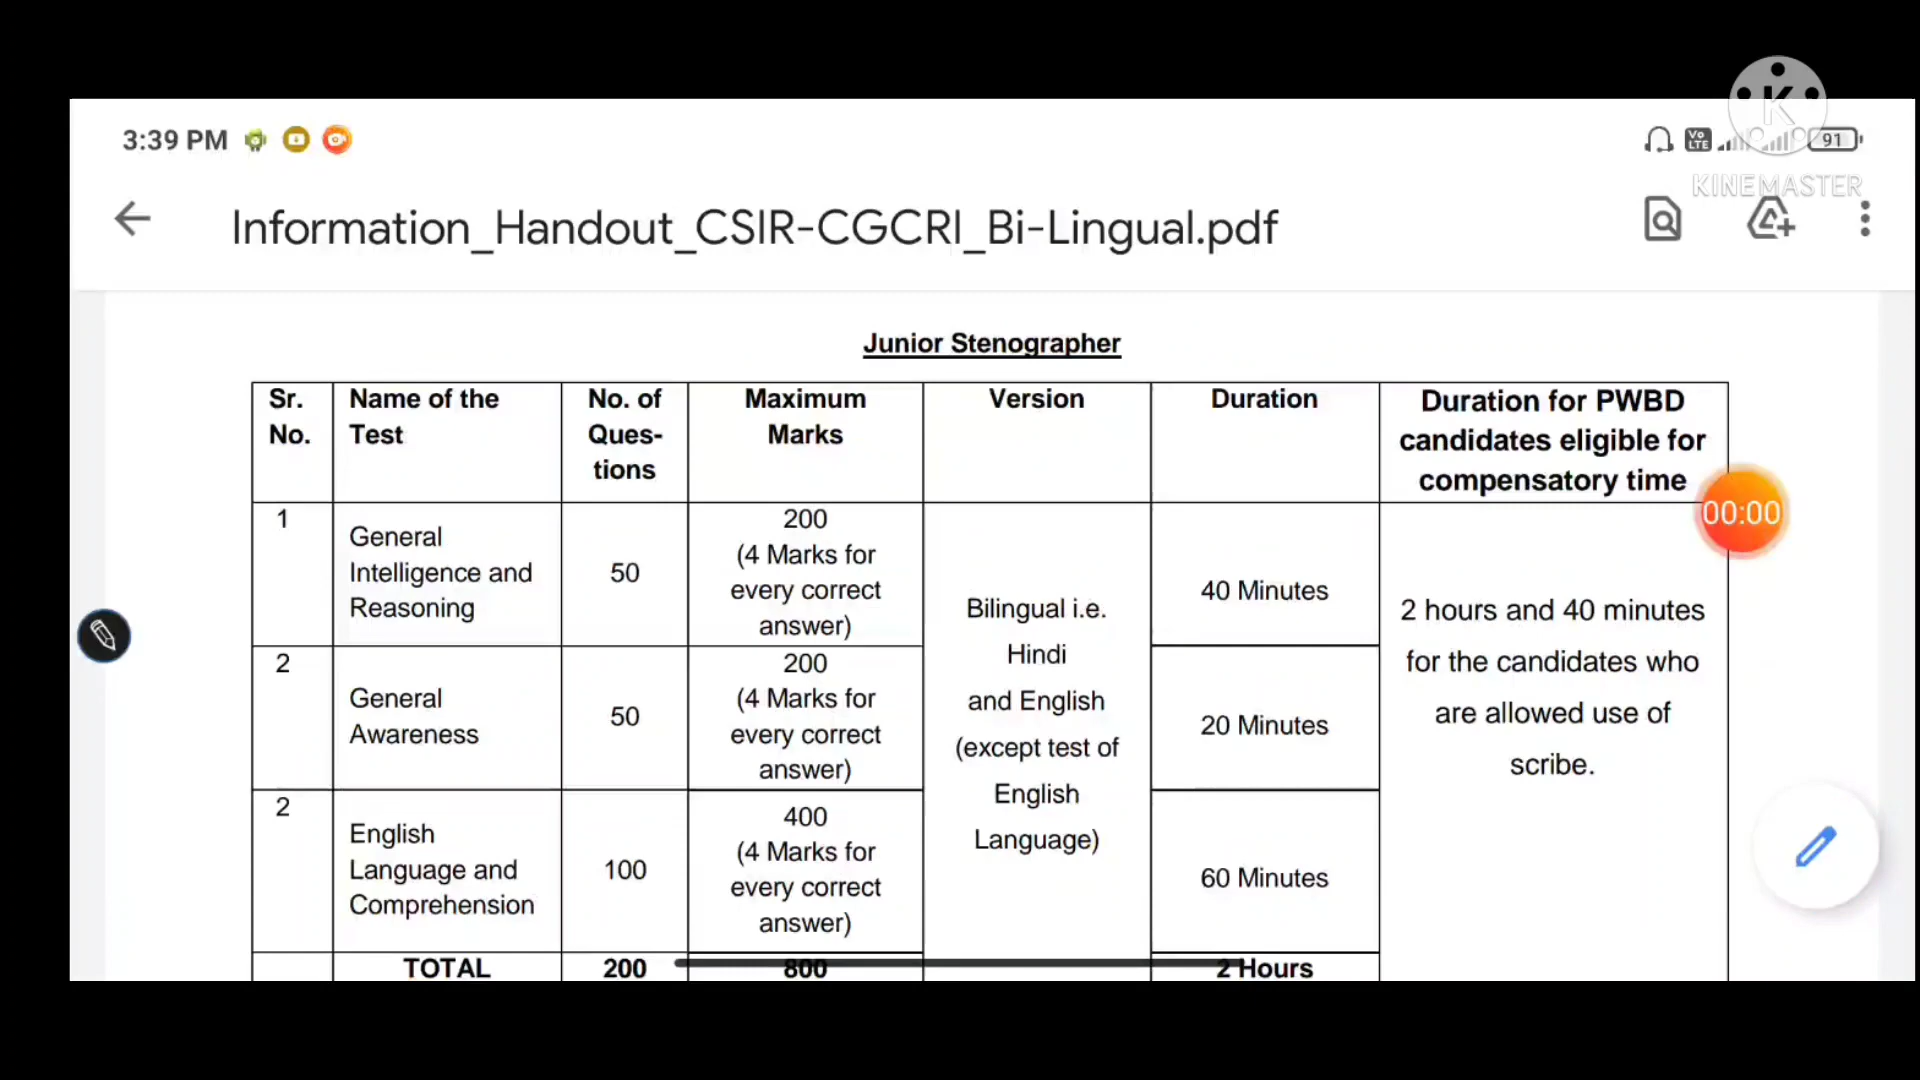 3:39 PM
Vo
LTE
91
K
KINEMASTER
Information_Handout_CSIR-CGCRI_Bi-Lingual.pdf
Junior Stenographer
Sr.
No.
Name of the
Test
No. of
Ques-
tions
Maximum
Marks
Version
Duration
Duration for PWBD
candidates eligible for
compensatory time
00:00
1
General
Intelligence and
Reasoning
50
200
(4 Marks for
every correct
answer)
Bilingual i.e.
Hindi
and English
(except test of
English
Language)
40 Minutes
2 hours and 40 minutes
for the candidates who
are allowed use of
scribe.
2
General
Awareness
50
200
(4 Marks for
every correct
answer)
20 Minutes
2
English
Language and
Comprehension
100
400
(4 Marks for
every correct
answer)
60 Minutes
TOTAL
200
800
2 Hours